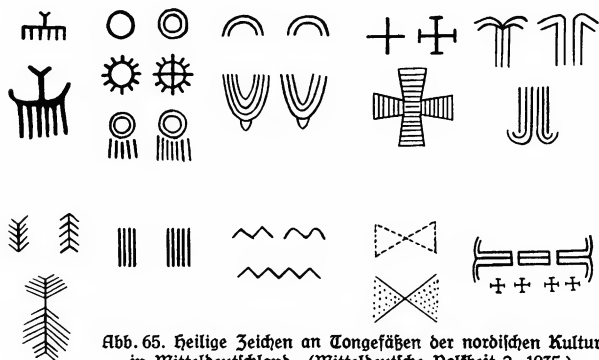 Abb. 65. Heilige Zeichen an Tongefäßen der nordischen Kultur
in Mitteldeutschland. (Mitteldeutsche Volkheit 2, 1935.)